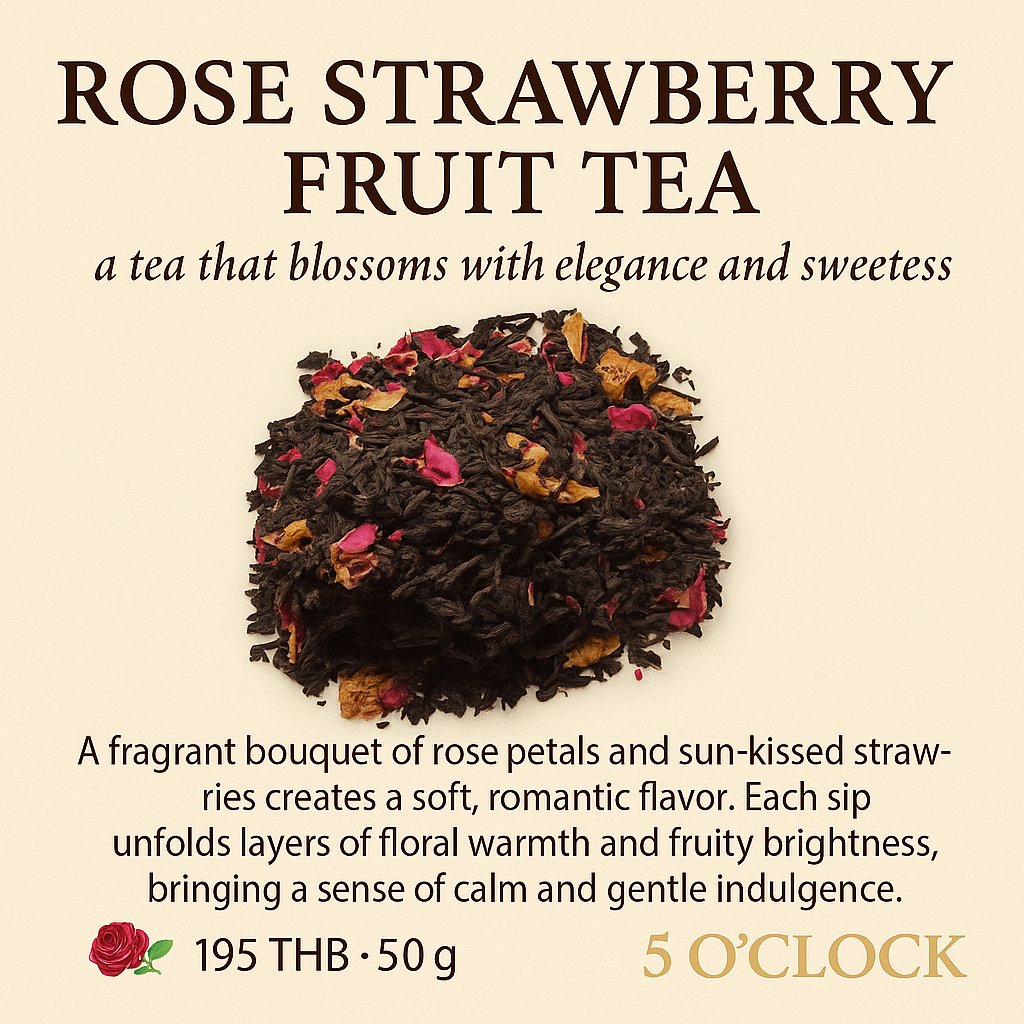 ROSE STRAWBERRY
FRUIT TEA
a tea that blossoms with elegance and sweetess
A fragrant bouquet of rose petals and sun-kissed straw-
ries creates a soft, romantic flavor. Each sip
unfolds layers of floral warmth and fruity brightness,
bringing a sense of calm and gentle indulgence.
195 THB · 50 g
5 O’CLOCK